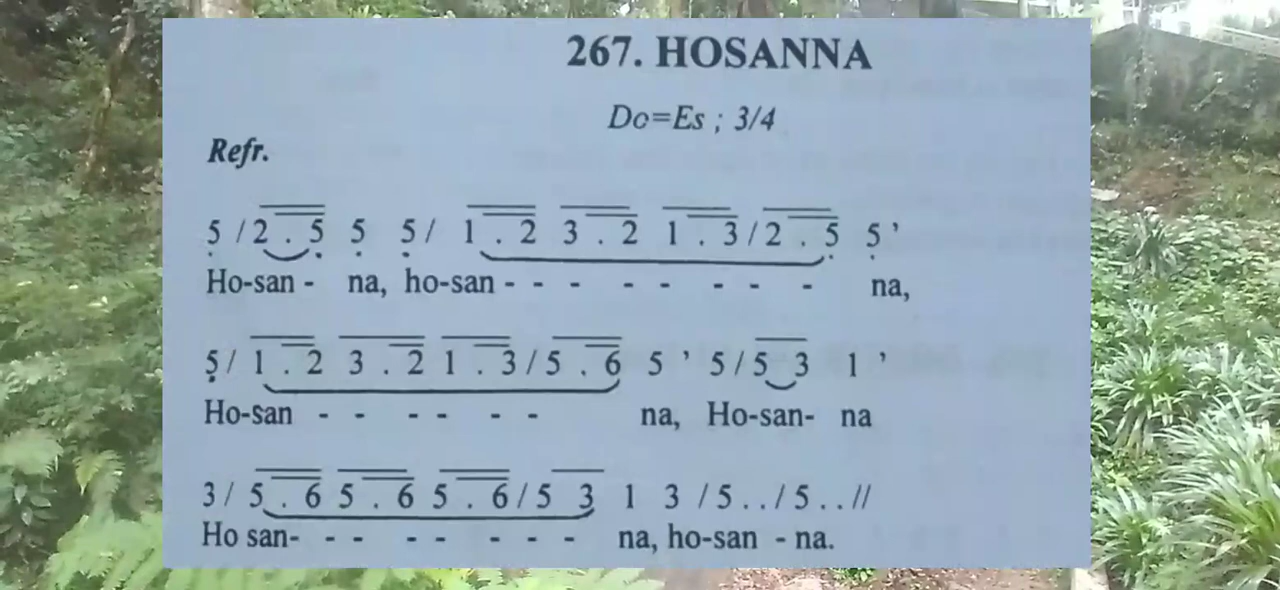 267. HOSANNA
Do=Es ; 3/4
Refr.
5 / 2 . 5 5 5 / 1 . 2 3 . 2 1 . 3 / 2 . 5 5 '
Ho-san - na, ho-san - - - - - - - - na,
5 / 1 . 2 3 . 2 1 . 3 / 5 . 6 5 ' 5 / 5 3 1 '
Ho-san - - - - - - na, Ho-san- na
3 / 5 . 6 5 . 6 5 . 6 / 5 3 1 3 / 5 . . / 5 . . //
Ho san- - - - - - - - na, ho-san - na.